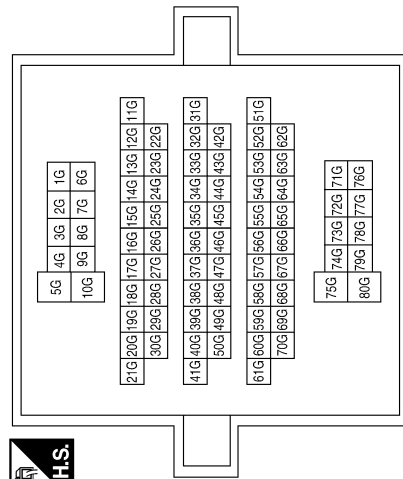 H.S.
5G 4G 3G 2G 1G
10G 9G 8G 7G 6G
21G 20G 19G 18G 17G 16G 15G 14G 13G 12G 11G
30G 29G 28G 27G 26G 25G 24G 23G 22G
41G 40G 39G 38G 37G 36G 35G 34G 33G 32G 31G
50G 49G 48G 47G 46G 45G 44G 43G 42G
61G 60G 59G 58G 57G 56G 55G 54G 53G 52G 51G
70G 69G 68G 67G 66G 65G 64G 63G 62G
75G 74G 73G 72G 71G
80G 79G 78G 77G 76G